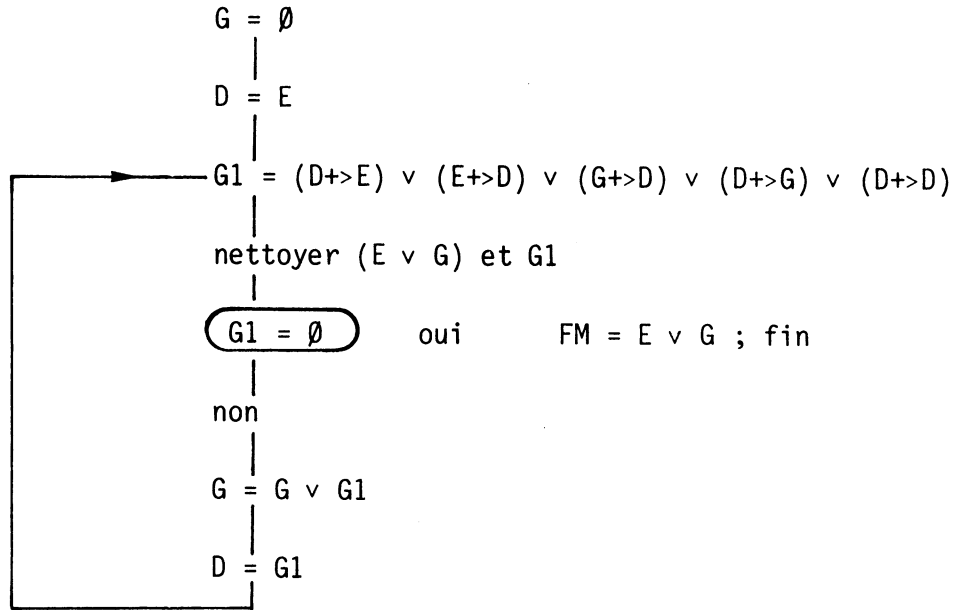 G = Ø
D = E
G1 = (D+>E) v (E+>D) v (G+>D) v (D+>G) v (D+>D)
nettoyer (E v G) et G1
G1 = Ø oui FM = E v G ; fin
non
G = G v G1
D = G1